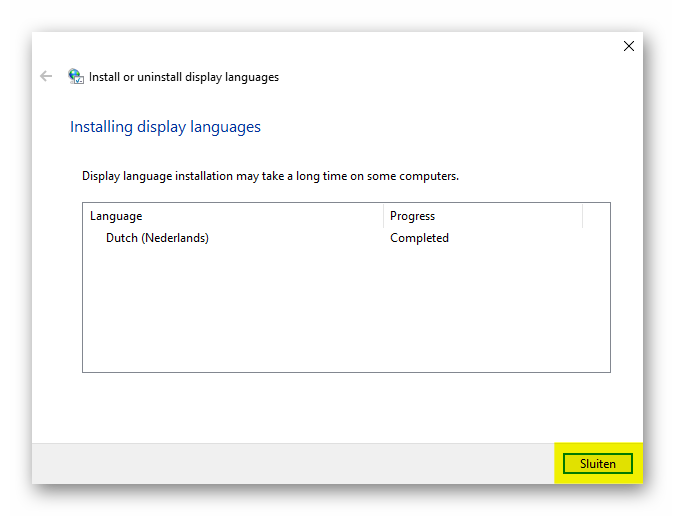 Install or uninstall display languages
Installing display languages
Display language installation may take a long time on some computers.
Language Progress
Dutch (Nederlands) Completed
Sluiten